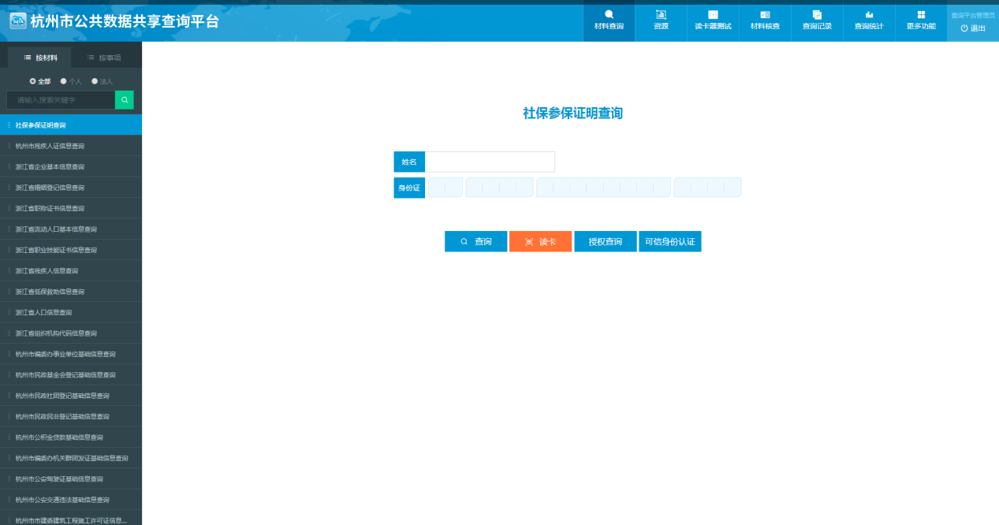 杭州市公共数据共享查询平台
材料查询
资源
读卡器测试
材料核查
查询记录
查询统计
更多功能
查询平台管理员
退出
按材料
按事项
全部
个人
法人
请输入搜索关键字
社保参保证明查询
杭州市残疾人证信息查询
浙江省企业基本信息查询
浙江省婚姻登记信息查询
浙江省职称证书信息查询
浙江省流动人口基本信息查询
浙江省职业技能证书信息查询
浙江省残疾人信息查询
浙江省低保救助信息查询
浙江省人口信息查询
浙江省组织机构代码信息查询
杭州市编委办事业单位基础信息查询
杭州市民政基金会登记基础信息查询
杭州市民政社团登记基础信息查询
杭州市民政民非登记基础信息查询
杭州市公积金贷款基础信息查询
杭州市编委办机关群团发证基础信息查询
杭州市公安驾驶证基础信息查询
杭州市公安交通违法基础信息查询
杭州市市建委建筑工程施工许可证信息...
社保参保证明查询
姓名
身份证
查询
读卡
授权查询
可信身份认证